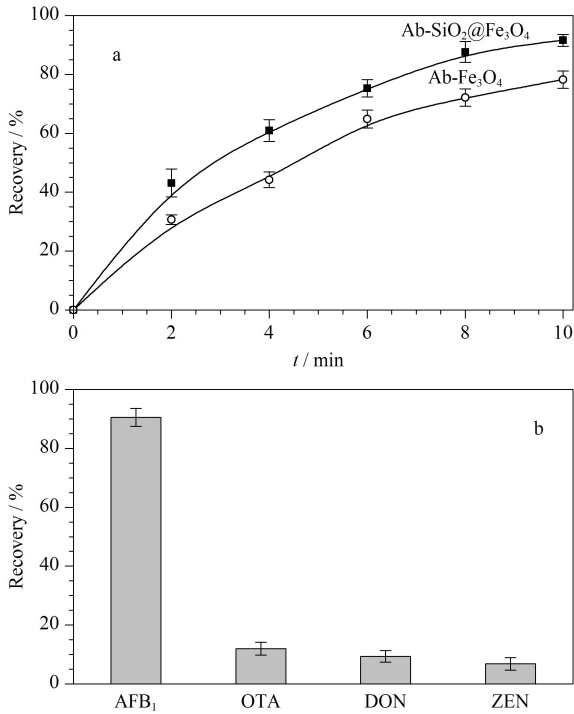 100
Ab-SiO₂@Fe₃O₄
a
80
Ab-Fe₃O₄
60
Recovery / %
40
20
0
0 2 4 6 8 10
t / min
100
b
80
60
Recovery / %
40
20
0
AFB₁ OTA DON ZEN